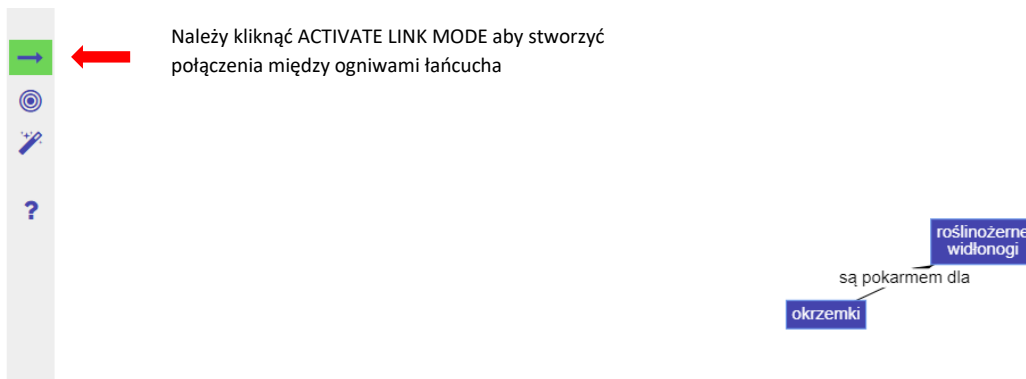 Należy kliknąć ACTIVATE LINK MODE aby stworzyć
połączenia między ogniwami łańcucha
?
roślinożerne
widłonogi
są pokarmem dla
okrzemki